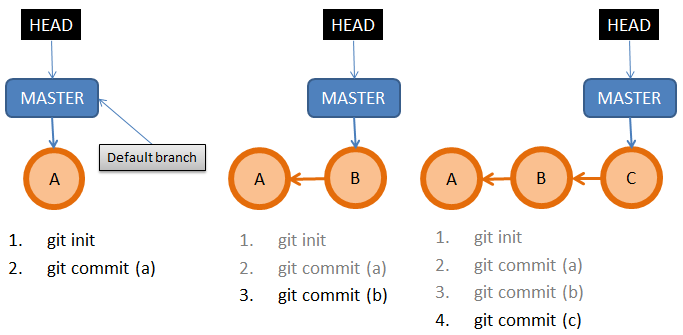 HEAD
MASTER
Default branch
A
1. git init
2. git commit (a)
HEAD
MASTER
A
B
1. git init
2. git commit (a)
3. git commit (b)
HEAD
MASTER
A
B
C
1. git init
2. git commit (a)
3. git commit (b)
4. git commit (c)